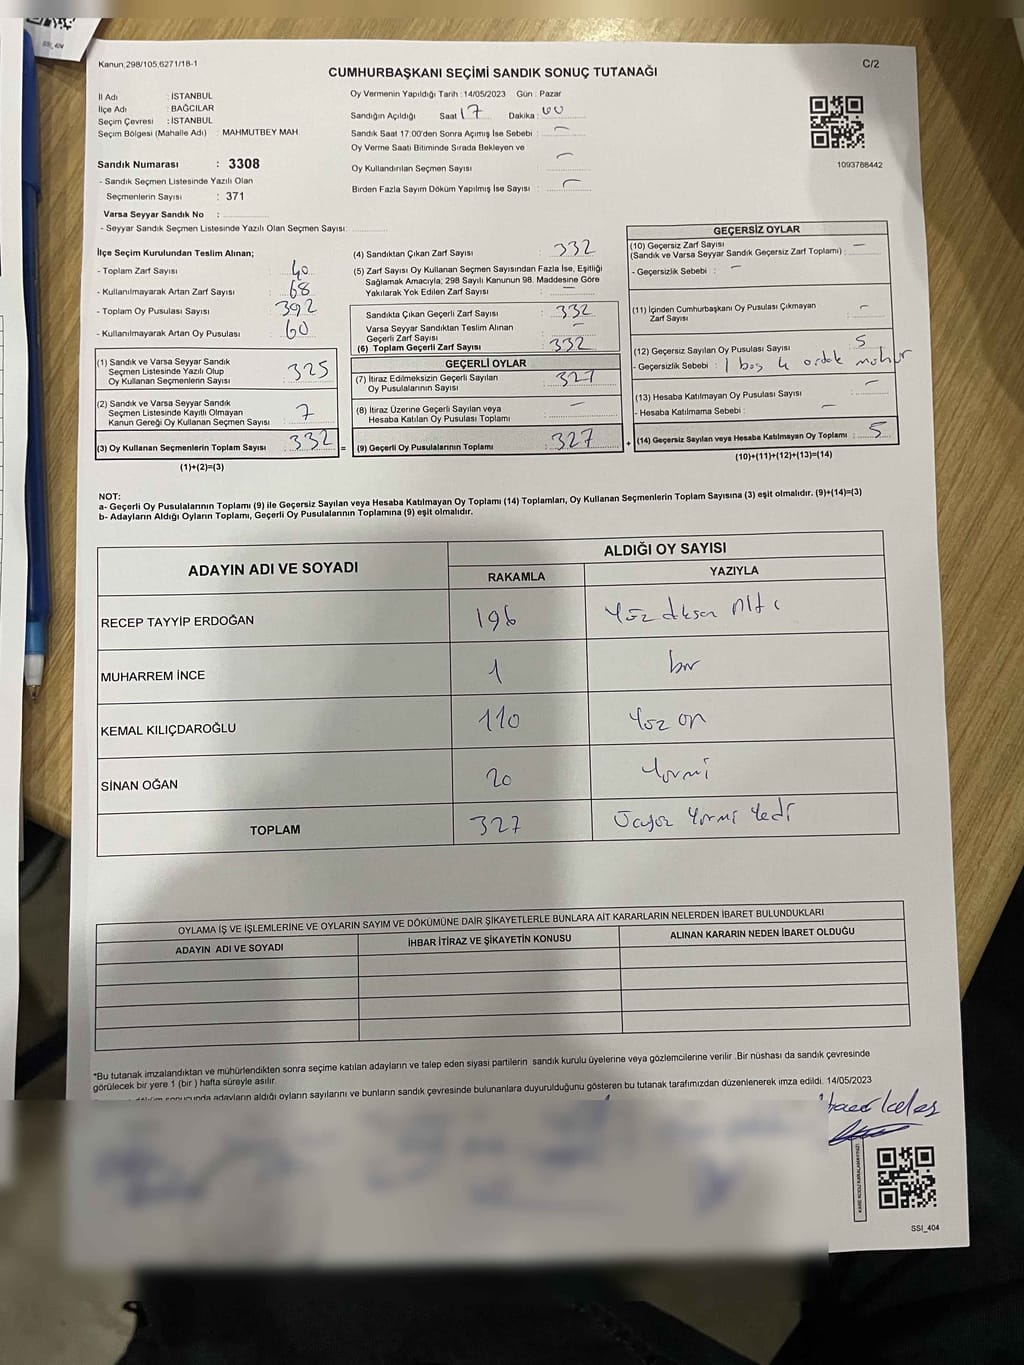 SSI_404
Kanun,298/105,6271/18-1
C/2
CUMHURBAŞKANI SEÇİMİ SANDIK SONUÇ TUTANAĞI
İl Adı : İSTANBUL
İlçe Adı : BAĞCILAR
Seçim Çevresi : İSTANBUL
Seçim Bölgesi (Mahalle Adı) : MAHMUTBEY MAH
Sandık Numarası : 3308
- Sandık Seçmen Listesinde Yazılı Olan
Seçmenlerin Sayısı : 371
Varsa Seyyar Sandık No :
- Seyyar Sandık Seçmen Listesinde Yazılı Olan Seçmen Sayısı:
Oy Vermenin Yapıldığı Tarih :14/05/2023 Gün : Pazar
Sandığın Açıldığı Saat 17 Dakika : 00
Sandık Saat 17:00'den Sonra Açımış İse Sebebi : —
Oy Verme Saati Bitiminde Sırada Bekleyen ve
Oy Kullandırılan Seçmen Sayısı : —
Birden Fazla Sayım Döküm Yapılmış İse Sayısı : —
1093788442
İlçe Seçim Kurulundan Teslim Alınan;
- Toplam Zarf Sayısı : 40
- Kullanılmayarak Artan Zarf Sayısı : 68
- Toplam Oy Pusulası Sayısı : 392
- Kullanılmayarak Artan Oy Pusulası : 60
(1) Sandık ve Varsa Seyyar Sandık
Seçmen Listesinde Yazılı Olup
Oy Kullanan Seçmenlerin Sayısı : 325
(2) Sandık ve Varsa Seyyar Sandık
Seçmen Listesinde Kayıtlı Olmayan
Kanun Gereği Oy Kullanan Seçmen Sayısı : 7
(3) Oy Kullanan Seçmenlerin Toplam Sayısı : 332 =
(1)+(2)=(3)
(4) Sandıktan Çıkan Zarf Sayısı : 332
(5) Zarf Sayısı Oy Kullanan Seçmen Sayısından Fazla İse, Eşitliği
Sağlamak Amacıyla, 298 Sayılı Kanunun 98. Maddesine Göre
Yakılarak Yok Edilen Zarf Sayısı : —
Sandıkta Çıkan Geçerli Zarf Sayısı : 332
Varsa Seyyar Sandıktan Teslim Alınan
Geçerli Zarf Sayısı : —
(6) Toplam Geçerli Zarf Sayısı : 332
GEÇERLİ OYLAR
(7) İtiraz Edilmeksizin Geçerli Sayılan
Oy Pusulalarının Sayısı : 327
(8) İtiraz Üzerine Geçerli Sayılan veya
Hesaba Katılan Oy Pusulası Toplamı : —
(9) Geçerli Oy Pusulalarının Toplamı : 327 +
GEÇERSİZ OYLAR
(10) Geçersiz Zarf Sayısı
(Sandık ve Varsa Seyyar Sandık Geçersiz Zarf Toplamı) : —
- Geçersizlik Sebebi : —
(11) İçinden Cumhurbaşkanı Oy Pusulası Çıkmayan
Zarf Sayısı : —
(12) Geçersiz Sayılan Oy Pusulası Sayısı : 5
- Geçersizlik Sebebi : 1 boş 4 ortak mühür
(13) Hesaba Katılmayan Oy Pusulası Sayısı : —
- Hesaba Katılmama Sebebi : —
(14) Geçersiz Sayılan veya Hesaba Katılmayan Oy Toplamı : 5
(10)+(11)+(12)+(13)=(14)
NOT:
a- Geçerli Oy Pusulalarının Toplamı (9) ile Geçersiz Sayılan veya Hesaba Katılmayan Oy Toplamı (14) Toplamları, Oy Kullanan Seçmenlerin Toplam Sayısına (3) eşit olmalıdır. (9)+(14)=(3)
b- Adayların Aldığı Oyların Toplamı, Geçerli Oy Pusulalarının Toplamına (9) eşit olmalıdır.
ADAYIN ADI VE SOYADI
ALDIĞI OY SAYISI
RAKAMLA YAZIYLA
RECEP TAYYİP ERDOĞAN 196 Yüz doksan Altı
MUHARREM İNCE 1 bir
KEMAL KILIÇDAROĞLU 110 Yüz on
SİNAN OĞAN 20 Yirmi
TOPLAM 327 Üçyüz Yirmi Yedi
OYLAMA İŞ VE İŞLEMLERİNE VE OYLARIN SAYIM VE DÖKÜMÜNE DAİR ŞİKAYETLERLE BUNLARA AİT KARARLARIN NELERDEN İBARET BULUNDUKLARI
ADAYIN ADI VE SOYADI İHBAR İTİRAZ VE ŞİKAYETİN KONUSU ALINAN KARARIN NEDEN İBARET OLDUĞU
*Bu tutanak imzalandıktan ve mühürlendikten sonra seçime katılan adayların ve talep eden siyasi partilerin sandık kurulu üyelerine veya gözlemcilerine verilir .Bir nüshası da sandık çevresinde
görülecek bir yere 1 (bir ) hafta süreyle asılır.
sonucunda adayların aldığı oyların sayılarını ve bunların sandık çevresinde bulunanlara duyurulduğunu gösteren bu tutanak tarafımızdan düzenlenerek imza edildi. 14/05/2023
SSI_404